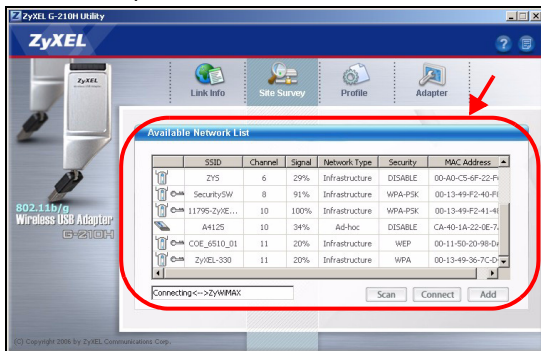 ZyXEL G-210H Utility
ZyXEL
ZyXEL
Link Info Site Survey Profile Adapter
Available Network List
SSID Channel Signal Network Type Security MAC Address
ZYS 6 29% Infrastructure DISABLE 00-A0-C5-6F-22-F
SecuritySW 8 91% Infrastructure WPA-PSK 00-13-49-F2-40-F
11795-ZyXE... 10 100% Infrastructure WPA-PSK 00-13-49-F2-41-4
A4125 10 34% Ad-hoc DISABLE CA-40-1A-22-0E-7
COE_6510_01 11 20% Infrastructure WEP 00-11-50-20-98-D
ZyXEL-330 11 20% Infrastructure WPA 00-13-49-36-7C-D
802.11b/g
Wireless USB Adapter
G-210H
Connecting<-->ZyWiMAX
Scan Connect Add
(C) Copyright 2006 by ZyXEL Communications Corp.